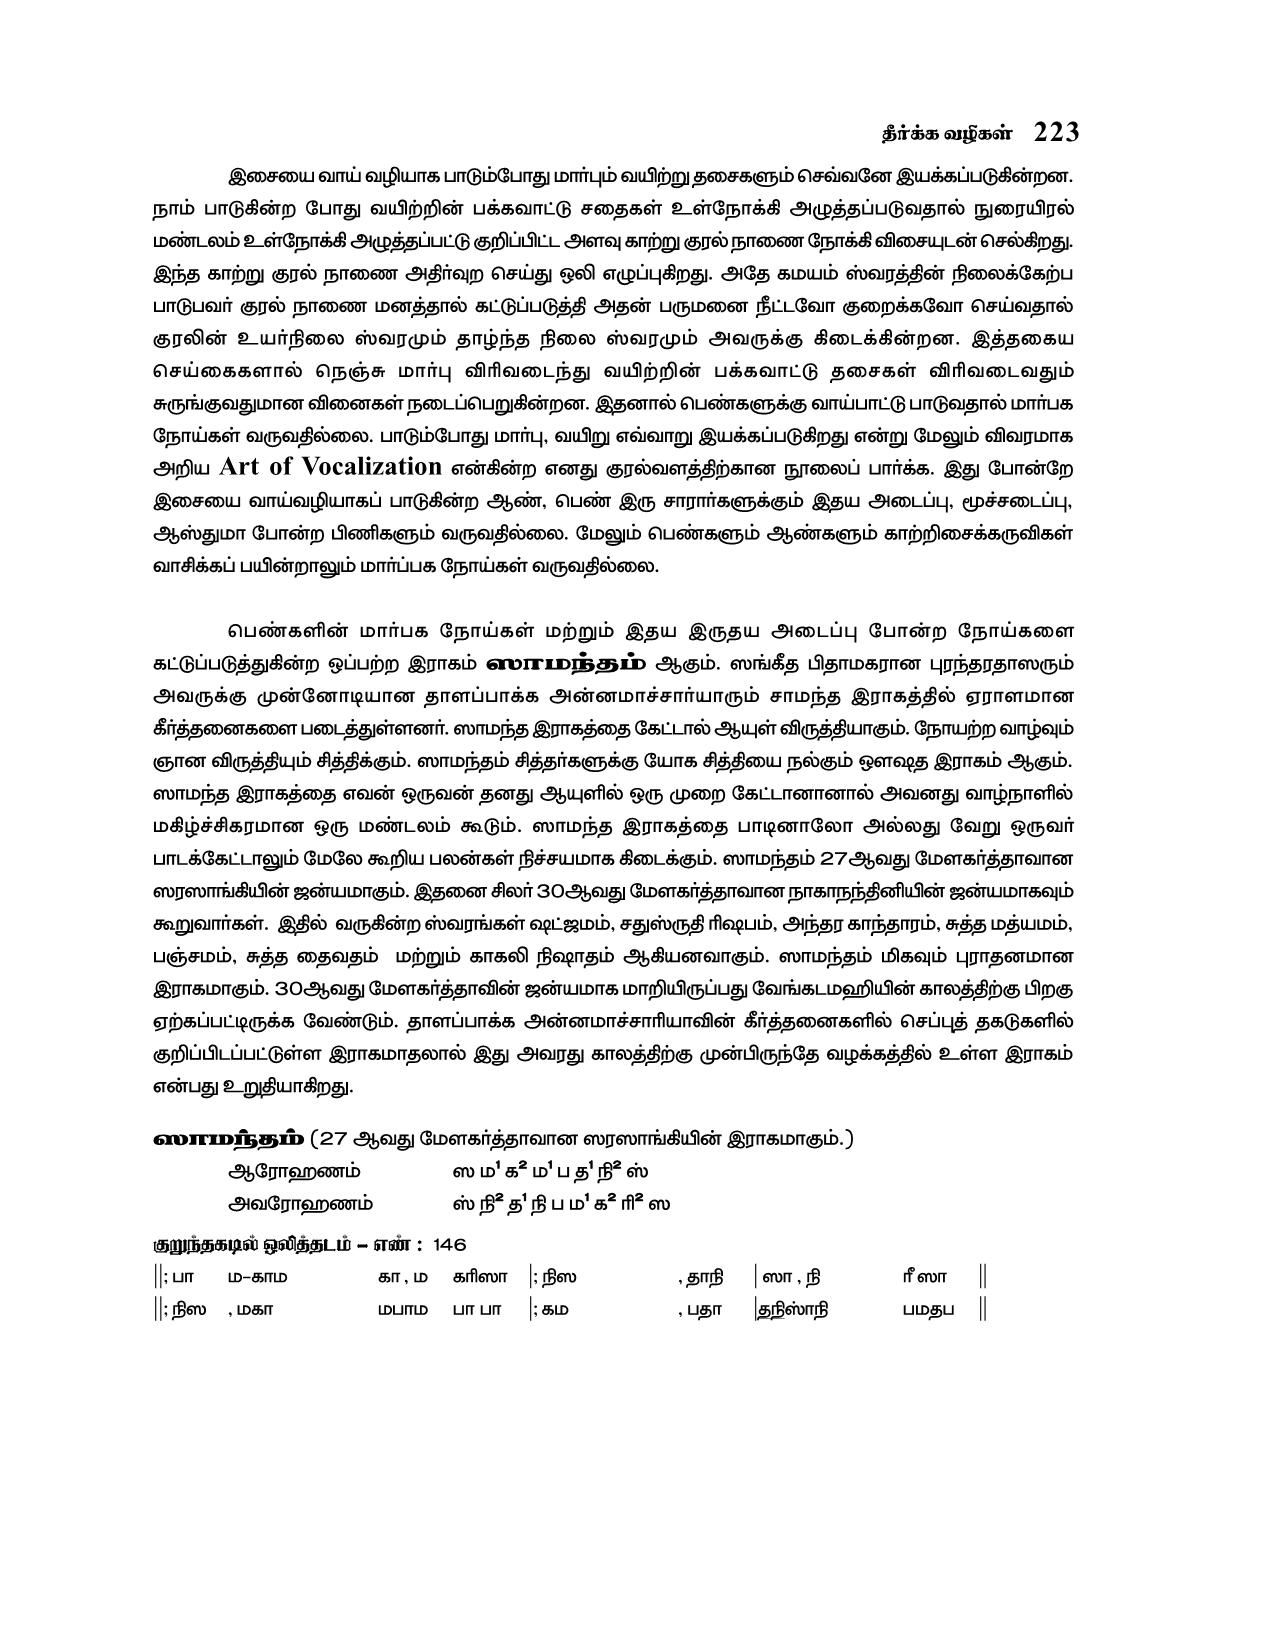 தீர்க்க வழிகள் 223
இசையை வாய் வழியாக பாடும்போது மார்பும் வயிற்று தசைகளும் செவ்வனே இயக்கப்படுகின்றன.
நாம் பாடுகின்ற போது வயிற்றின் பக்கவாட்டு சதைகள் உள்நோக்கி அழுத்தப்படுவதால் நுரையிரல்
மண்டலம் உள்நோக்கி அழுத்தப்பட்டு குறிப்பிட்ட அளவு காற்று குரல் நாணை நோக்கி விசையுடன் செல்கிறது.
இந்த காற்று குரல் நாணை அதிர்வுற செய்து ஒலி எழுப்புகிறது. அதே கமயம் ஸ்வரத்தின் நிலைக்கேற்ப
பாடுபவர் குரல் நாணை மனத்தால் கட்டுப்படுத்தி அதன் பருமனை நீட்டவோ குறைக்கவோ செய்வதால்
குரலின் உயர்நிலை ஸ்வரமும் தாழ்ந்த நிலை ஸ்வரமும் அவருக்கு கிடைக்கின்றன. இத்தகைய
செய்கைகளால் நெஞ்சு மார்பு விரிவடைந்து வயிற்றின் பக்கவாட்டு தசைகள் விரிவடைவதும்
சுருங்குவதுமான வினைகள் நடைப்பெறுகின்றன. இதனால் பெண்களுக்கு வாய்பாட்டு பாடுவதால் மார்பக
நோய்கள் வருவதில்லை. பாடும்போது மார்பு, வயிறு எவ்வாறு இயக்கப்படுகிறது என்று மேலும் விவரமாக
அறிய Art of Vocalization என்கின்ற எனது குரல்வளத்திற்கான நூலைப் பார்க்க. இது போன்றே
இசையை வாய்வழியாகப் பாடுகின்ற ஆண், பெண் இரு சாரார்களுக்கும் இதய அடைப்பு, மூச்சடைப்பு,
ஆஸ்துமா போன்ற பிணிகளும் வருவதில்லை. மேலும் பெண்களும் ஆண்களும் காற்றிசைக்கருவிகள்
வாசிக்கப் பயின்றாலும் மார்ப்பக நோய்கள் வருவதில்லை.
பெண்களின் மார்பக நோய்கள் மற்றும் இதய இருதய அடைப்பு போன்ற நோய்களை
கட்டுப்படுத்துகின்ற ஒப்பற்ற இராகம் ஸாமந்தம் ஆகும். ஸங்கீத பிதாமகரான புரந்தரதாஸரும்
அவருக்கு முன்னோடியான தாளப்பாக்க அன்னமாச்சார்யாரும் சாமந்த இராகத்தில் ஏராளமான
கீர்த்தனைகளை படைத்துள்ளனர். ஸாமந்த இராகத்தை கேட்டால் ஆயுள் விருத்தியாகும். நோயற்ற வாழ்வும்
ஞான விருத்தியும் சித்திக்கும். ஸாமந்தம் சித்தர்களுக்கு யோக சித்தியை நல்கும் ஔஷத இராகம் ஆகும்.
ஸாமந்த இராகத்தை எவன் ஒருவன் தனது ஆயுளில் ஒரு முறை கேட்டானானால் அவனது வாழ்நாளில்
மகிழ்ச்சிகரமான ஒரு மண்டலம் கூடும். ஸாமந்த இராகத்தை பாடினாலோ அல்லது வேறு ஒருவர்
பாடக்கேட்டாலும் மேலே கூறிய பலன்கள் நிச்சயமாக கிடைக்கும். ஸாமந்தம் 27ஆவது மேளகர்த்தாவான
ஸரஸாங்கியின் ஜன்யமாகும். இதனை சிலர் 30ஆவது மேளகர்த்தாவான நாகாநந்தினியின் ஜன்யமாகவும்
கூறுவார்கள். இதில் வருகின்ற ஸ்வரங்கள் ஷட்ஜமம், சதுஸ்ருதி ரிஷபம், அந்தர காந்தாரம், சுத்த மத்யமம்,
பஞ்சமம், சுத்த தைவதம் மற்றும் காகலி நிஷாதம் ஆகியனவாகும். ஸாமந்தம் மிகவும் புராதனமான
இராகமாகும். 30ஆவது மேளகர்த்தாவின் ஜன்யமாக மாறியிருப்பது வேங்கடமஹியின் காலத்திற்கு பிறகு
ஏற்கப்பட்டிருக்க வேண்டும். தாளப்பாக்க அன்னமாச்சாரியாவின் கீர்த்தனைகளில் செப்புத் தகடுகளில்
குறிப்பிடப்பட்டுள்ள இராகமாதலால் இது அவரது காலத்திற்கு முன்பிருந்தே வழக்கத்தில் உள்ள இராகம்
என்பது உறுதியாகிறது.
ஸாமந்தம் (27 ஆவது மேளகர்த்தாவான ஸரஸாங்கியின் இராகமாகும்.)
ஆரோஹணம் ஸ ம¹ க² ம¹ ப த¹ நி² ஸ்
அவரோஹணம் ஸ் நி² த¹ நி ப ம¹ க² ரி² ஸ
குறுந்தகடில் ஒலித்தடம் – எண் : 146
||; பா ம-காம கா , ம கரிஸா |; நிஸ , தாநி | ஸா , நி ரீ ஸா ||
||; நிஸ , மகா மபாம பா பா |; கம , பதா |தநிஸ்நி பமதப ||